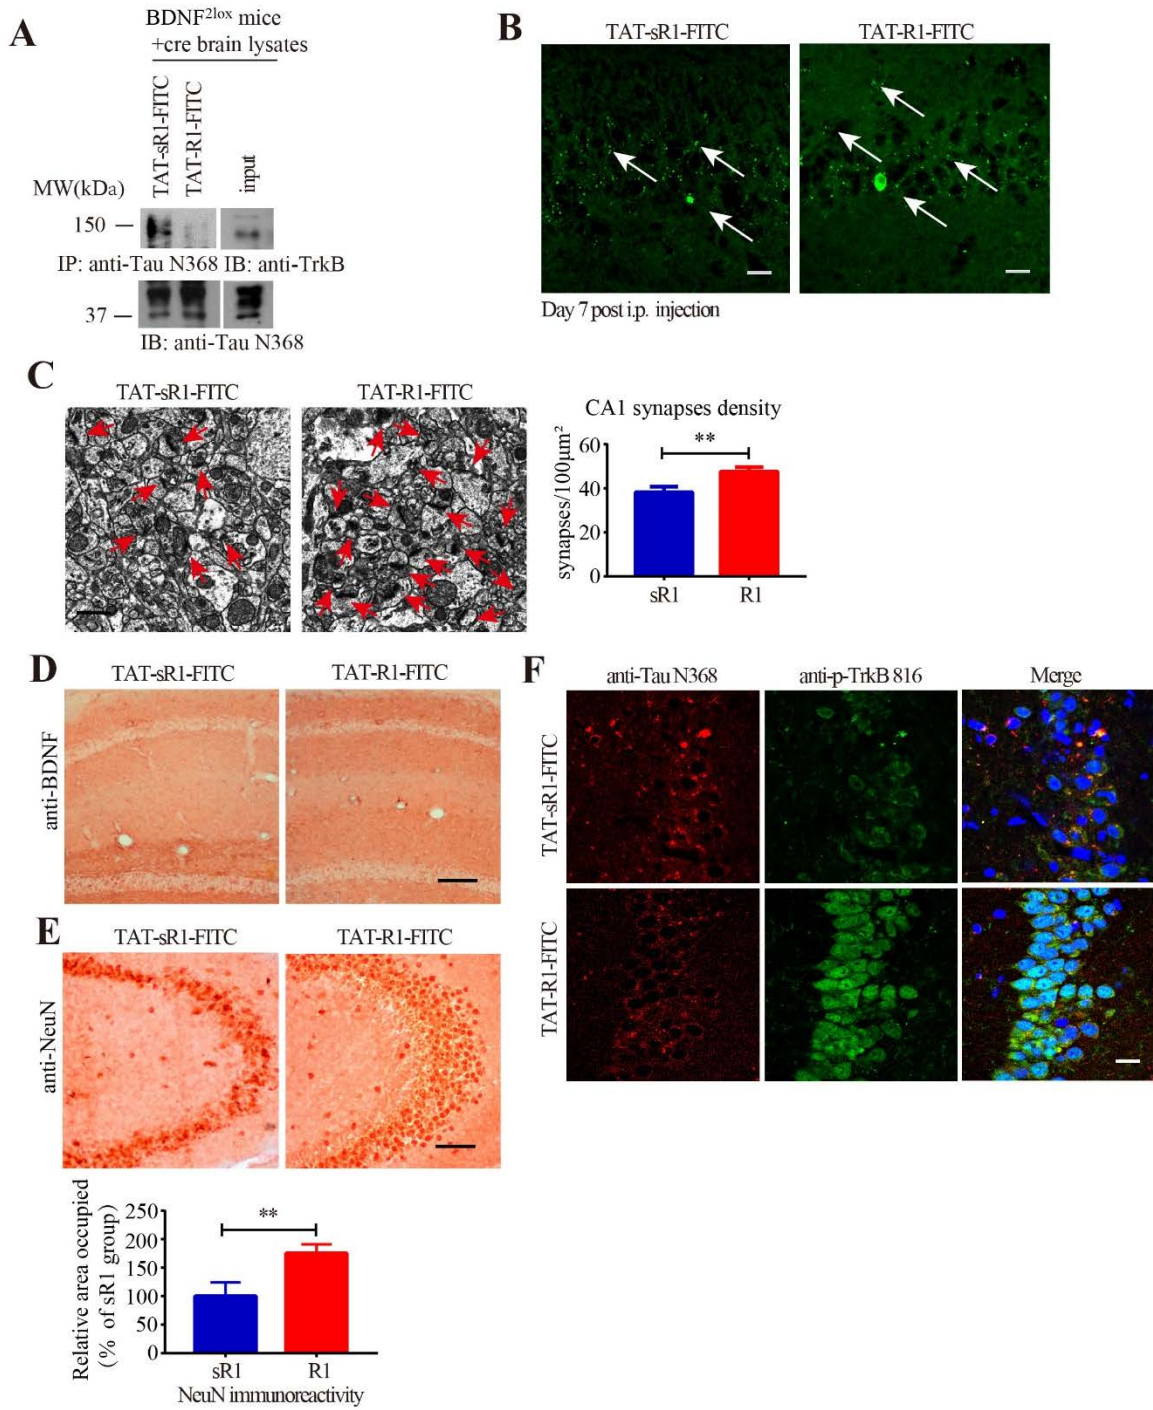 A
BDNF2lox mice
+cre brain lysates
TAT-sR1-FITC
TAT-R1-FITC
input
MW(kDa)
150
IP: anti-Tau N368 IB: anti-TrkB
37
IB: anti-Tau N368
B
TAT-sR1-FITC
TAT-R1-FITC
Day 7 post i.p. injection
C
TAT-sR1-FITC
TAT-R1-FITC
CA1 synapses density
synapses/100μm²
60
40
20
0
**
sR1
R1
D
TAT-sR1-FITC
TAT-R1-FITC
anti-BDNF
E
TAT-sR1-FITC
TAT-R1-FITC
anti-NeuN
Relative area occupied
(% of sR1 group)
250
200
150
100
50
0
**
sR1
R1
NeuN immunoreactivity
F
anti-Tau N368
anti-p-TrkB 816
Merge
TAT-sR1-FITC
TAT-R1-FITC